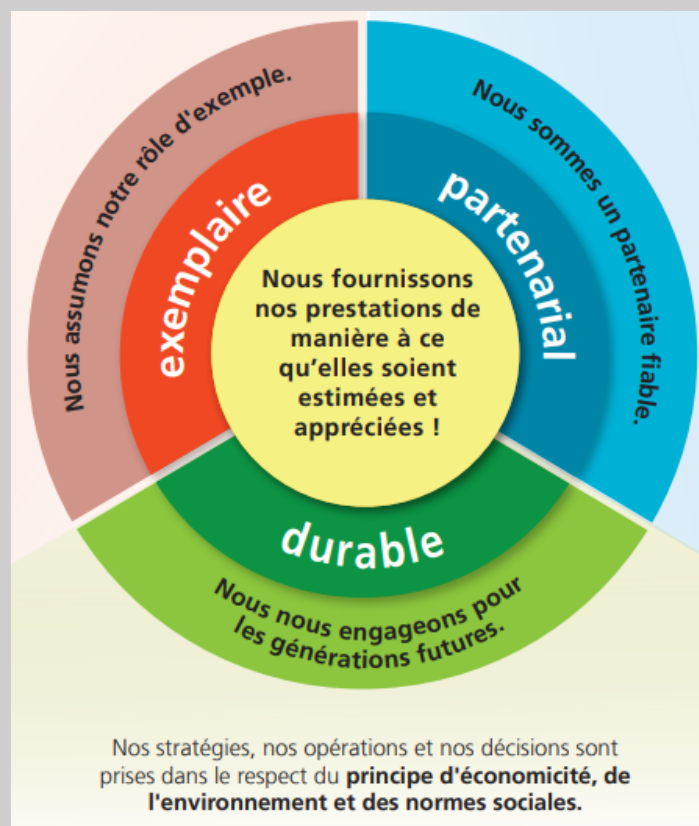 Nous assumons notre rôle d'exemple.
exemplaire
Nous sommes un partenaire fiable.
partenarial
Nous fournissons
nos prestations de
manière à ce
qu’elles soient
estimées et
appréciées !
durable
Nous nous engageons pour
les générations futures.
Nos stratégies, nos opérations et nos décisions sont
prises dans le respect du principe d'économicité, de
l'environnement et des normes sociales.